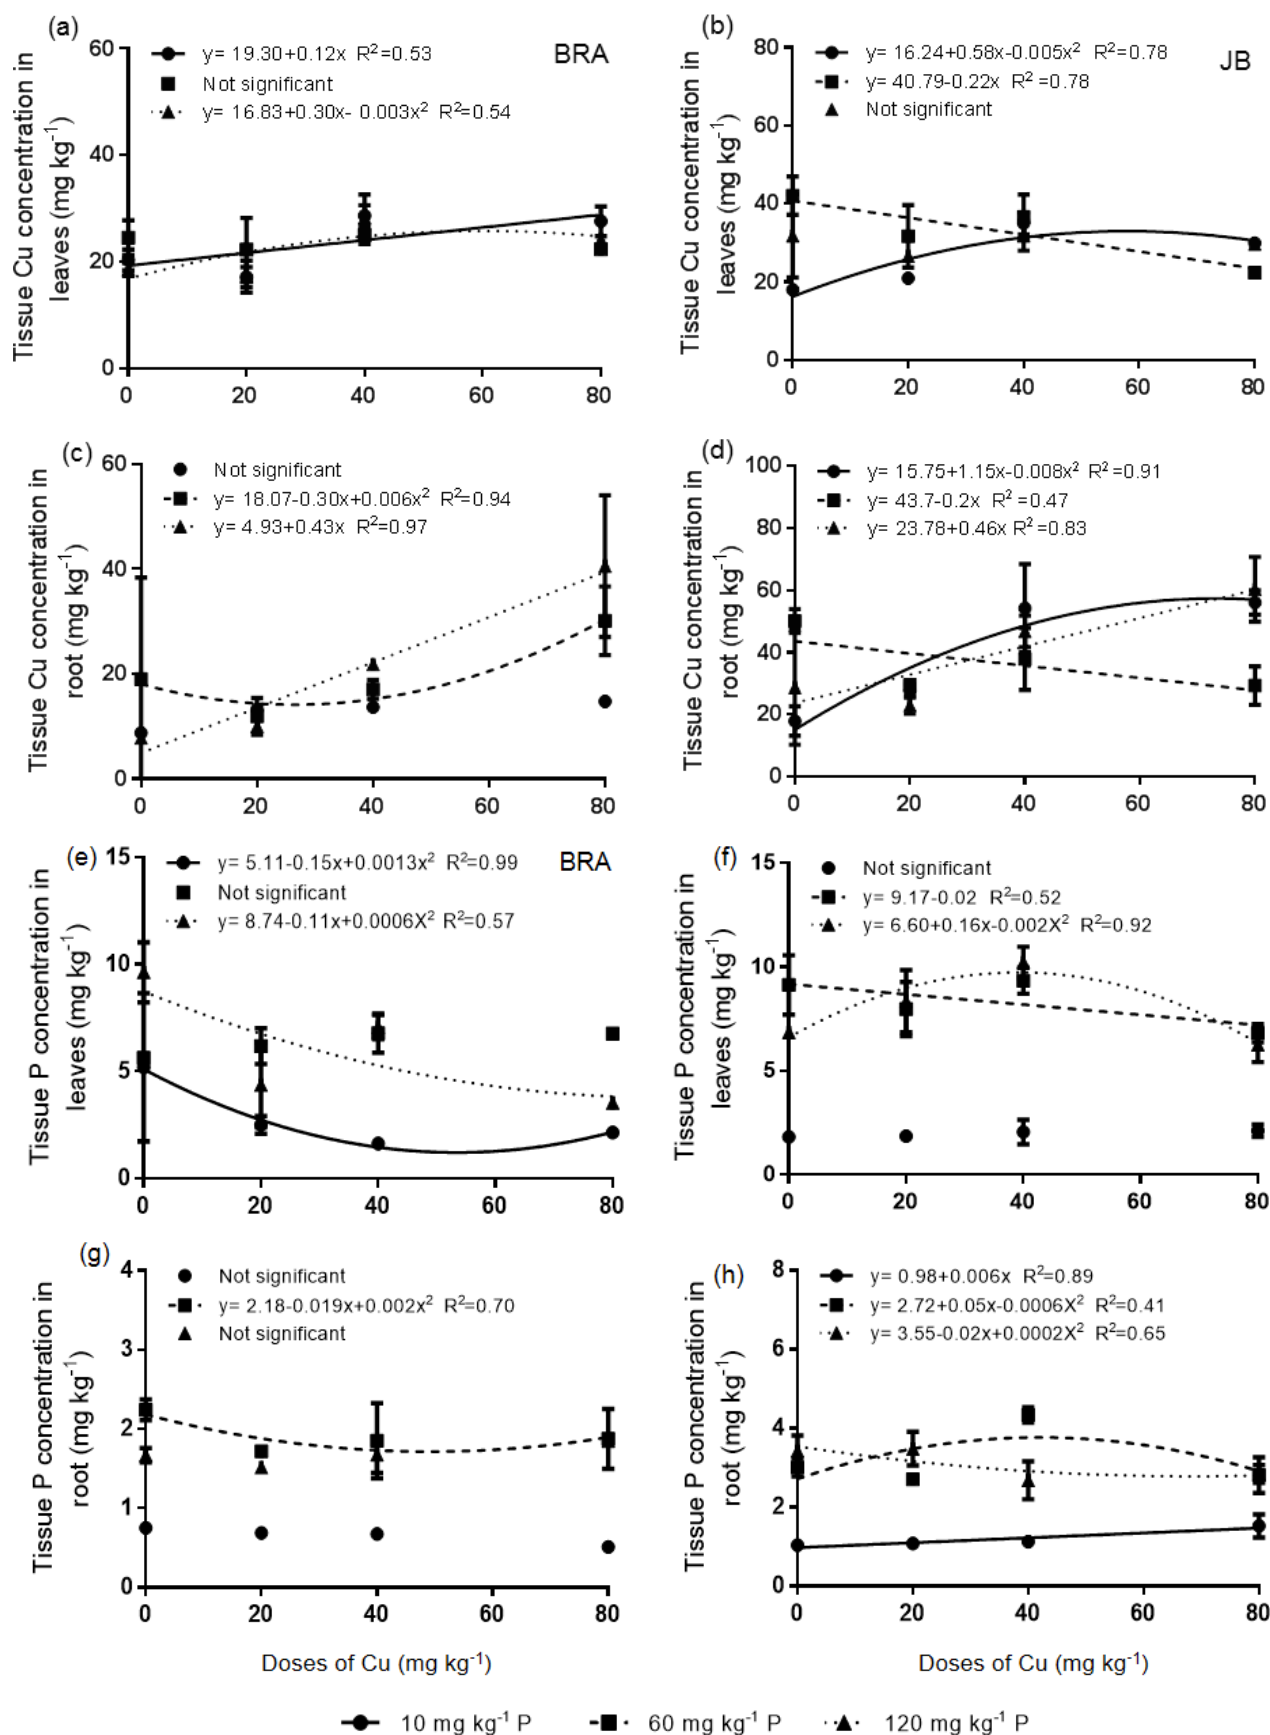 (a)
y= 19.30+0.12x R²=0.53
Not significant
y= 16.83+0.30x- 0.003x² R²=0.54
BRA
Tissue Cu concentration in
leaves (mg kg⁻¹)
60
40
20
0
0 20 40 60 80
(b)
y= 16.24+0.58x-0.005x² R²=0.78
y= 40.79-0.22x R² =0.78
Not significant
JB
Tissue Cu concentration in
leaves (mg kg⁻¹)
80
60
40
20
0
0 20 40 60 80
(c)
Not significant
y= 18.07-0.30x+0.006x² R²=0.94
y= 4.93+0.43x R²=0.97
Tissue Cu concentration in
root (mg kg⁻¹)
60
40
20
0
0 20 40 60 80
(d)
y= 15.75+1.15x-0.008x² R²=0.91
y= 43.7-0.2x R² =0.47
y= 23.78+0.46x R²=0.83
Tissue Cu concentration in
root (mg kg⁻¹)
100
80
60
40
20
0
0 20 40 60 80
(e)
y= 5.11-0.15x+0.0013x² R²=0.99
Not significant
y= 8.74-0.11x+0.0006X² R²=0.57
BRA
Tissue P concentration in
leaves (mg kg⁻¹)
15
10
5
0
0 20 40 60 80
(f)
Not significant
y= 9.17-0.02 R²=0.52
y= 6.60+0.16x-0.002X² R²=0.92
Tissue P concentration in
leaves (mg kg⁻¹)
15
10
5
0
0 20 40 60 80
(g)
Not significant
y= 2.18-0.019x+0.002x² R²=0.70
Not significant
Tissue P concentration in
root (mg kg⁻¹)
4
3
2
1
0
0 20 40 60 80
Doses of Cu (mg kg⁻¹)
(h)
y= 0.98+0.006x R²=0.89
y= 2.72+0.05x-0.0006X² R²=0.41
y= 3.55-0.02x+0.0002X² R²=0.65
Tissue P concentration in
root (mg kg⁻¹)
8
6
4
2
0
0 20 40 60 80
Doses of Cu (mg kg⁻¹)
10 mg kg⁻¹ P 60 mg kg⁻¹ P 120 mg kg⁻¹ P